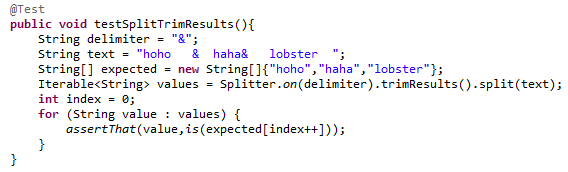 @Test
public void testSplitTrimResults(){
    String delimiter = "&";
    String text = "hoho   &  haha&   lobster  ";
    String[] expected = new String[]{"hoho","haha","lobster"};
    Iterable<String> values = Splitter.on(delimiter).trimResults().split(text);
    int index = 0;
    for (String value : values) {
        assertThat(value,is(expected[index++]));
    }
}